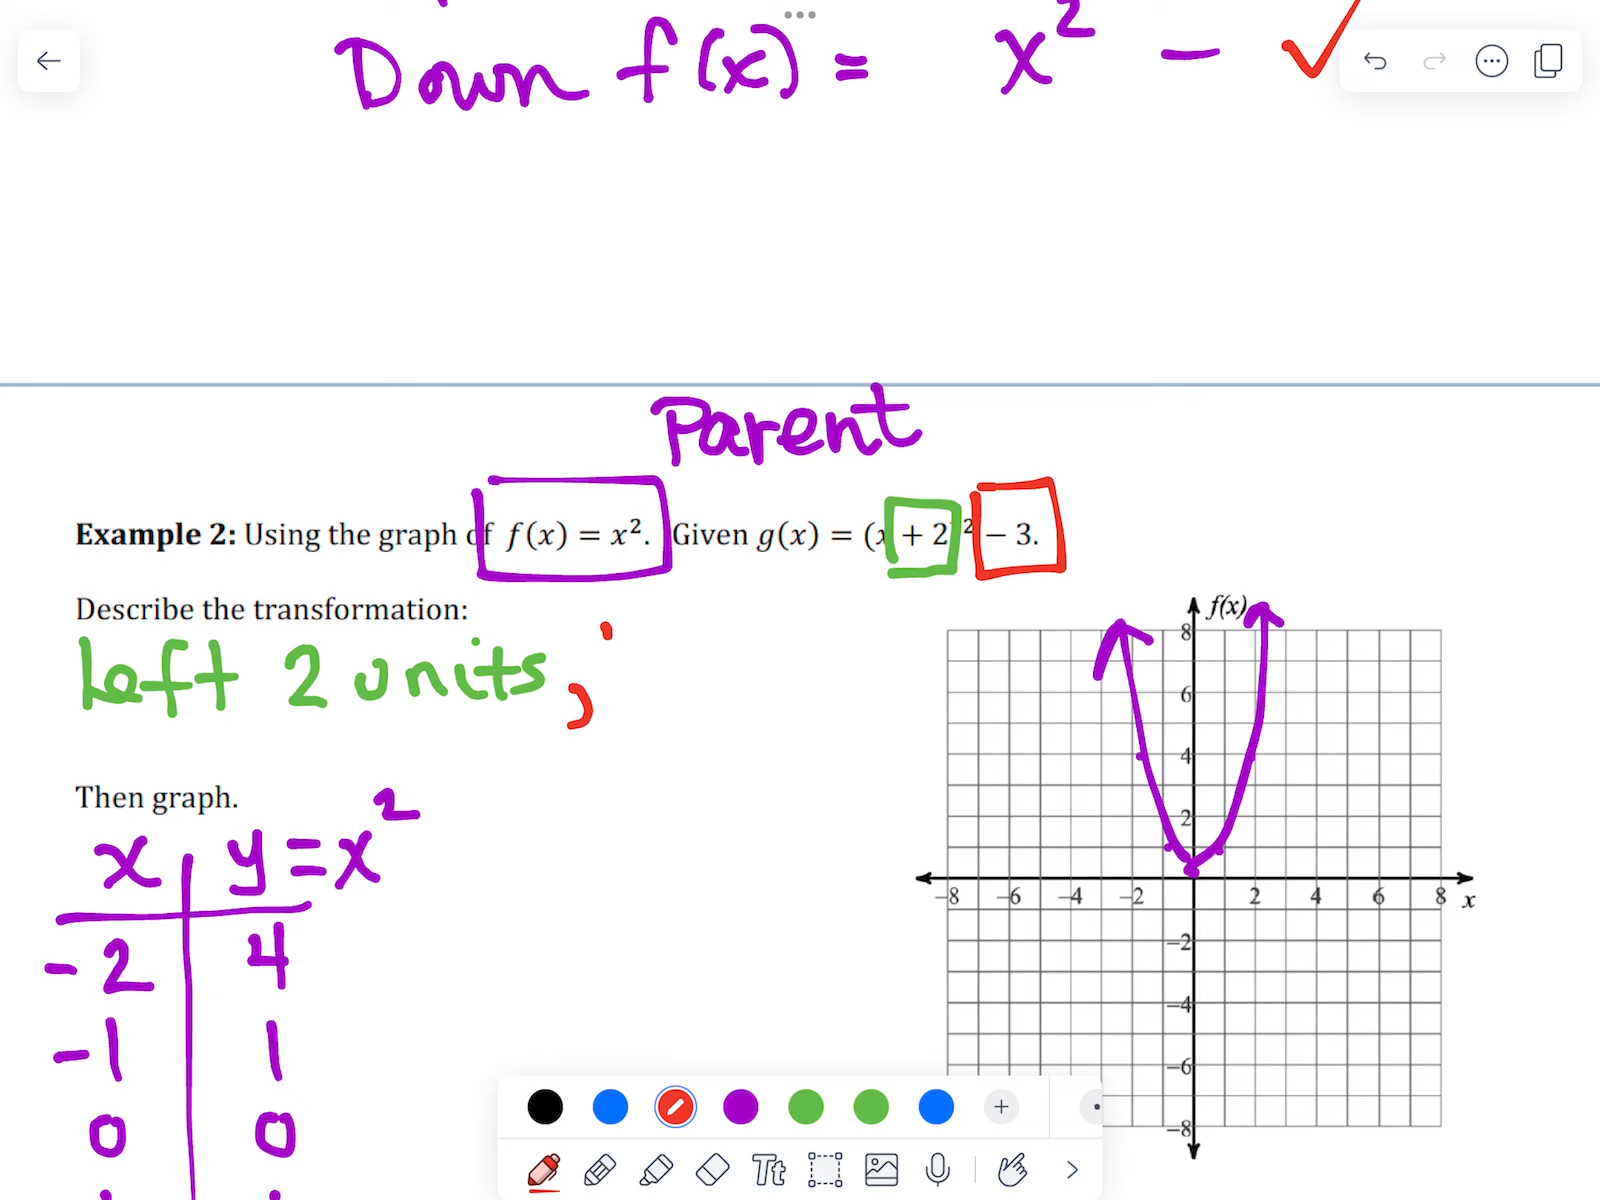 Down f(x) = x² -
Parent
Example 2: Using the graph of f(x) = x². Given g(x) = (x + 2)² − 3.
Describe the transformation:
Left 2 units,
Then graph.
x y = x²
-2 4
-1 1
0 0
f(x)
8
6
4
2
−8 −6 −4 −2 2 4 6 8 x
−2
−4
−6
−8
Tt